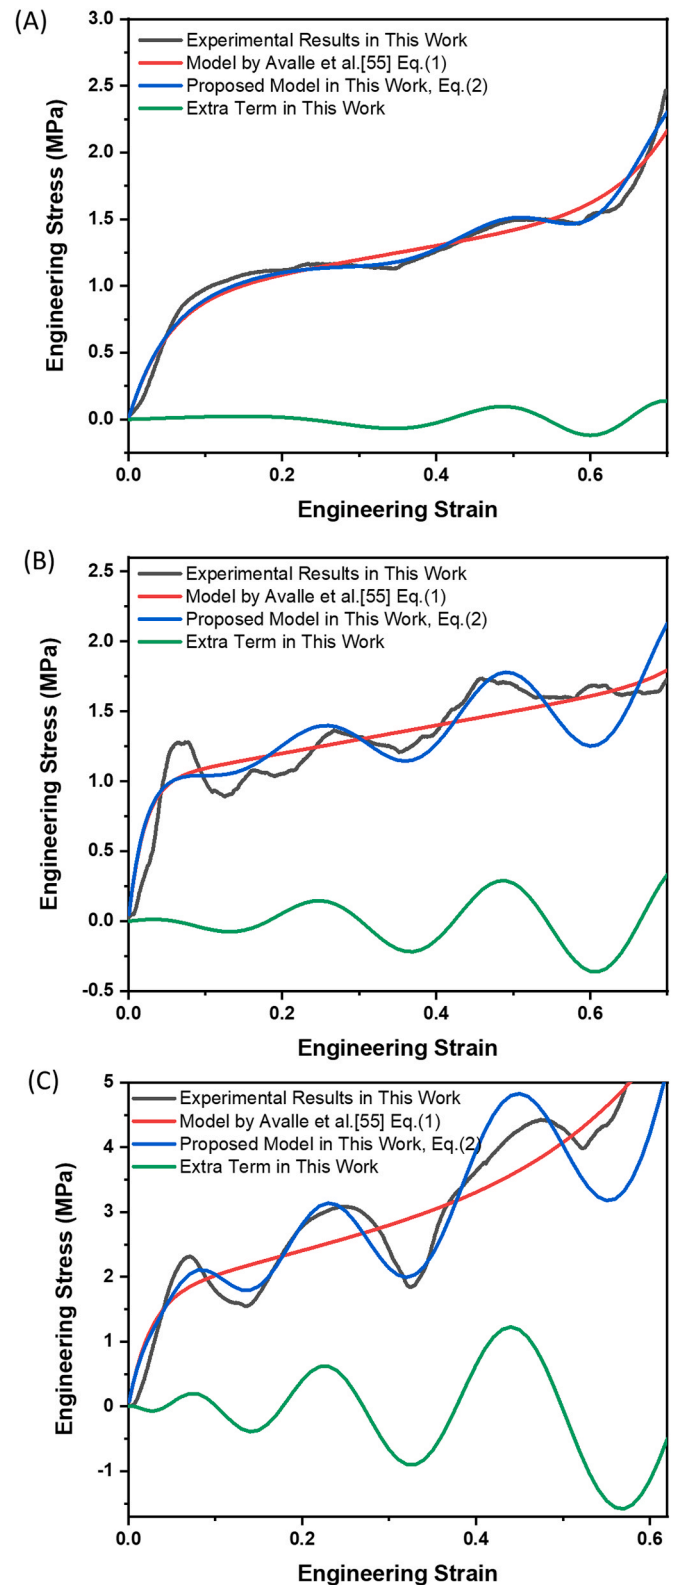 (A)
3.0
Experimental Results in This Work
Model by Avalle et al.[55] Eq.(1)
2.5
Proposed Model in This Work, Eq.(2)
Extra Term in This Work
2.0
1.5
1.0
0.5
0.0
Engineering Stress (MPa)
0.0 0.2 0.4 0.6
Engineering Strain
(B)
2.5
Experimental Results in This Work
Model by Avalle et al.[55] Eq.(1)
Proposed Model in This Work, Eq.(2)
2.0
Extra Term in This Work
1.5
1.0
0.5
0.0
-0.5
Engineering Stress (MPa)
0.0 0.2 0.4 0.6
Engineering Strain
(C)
5
Experimental Results in This Work
Model by Avalle et al.[55] Eq.(1)
Proposed Model in This Work, Eq.(2)
4
Extra Term in This Work
3
2
1
0
-1
Engineering Stress (MPa)
0.0 0.2 0.4 0.6
Engineering Strain